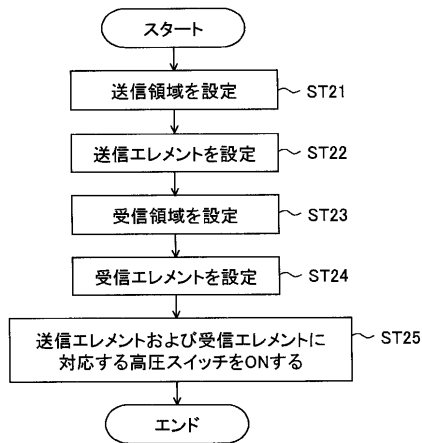 スタート
送信領域を設定
ST21
送信エレメントを設定
ST22
受信領域を設定
ST23
受信エレメントを設定
ST24
送信エレメントおよび受信エレメントに
対応する高圧スイッチをONする
ST25
エンド